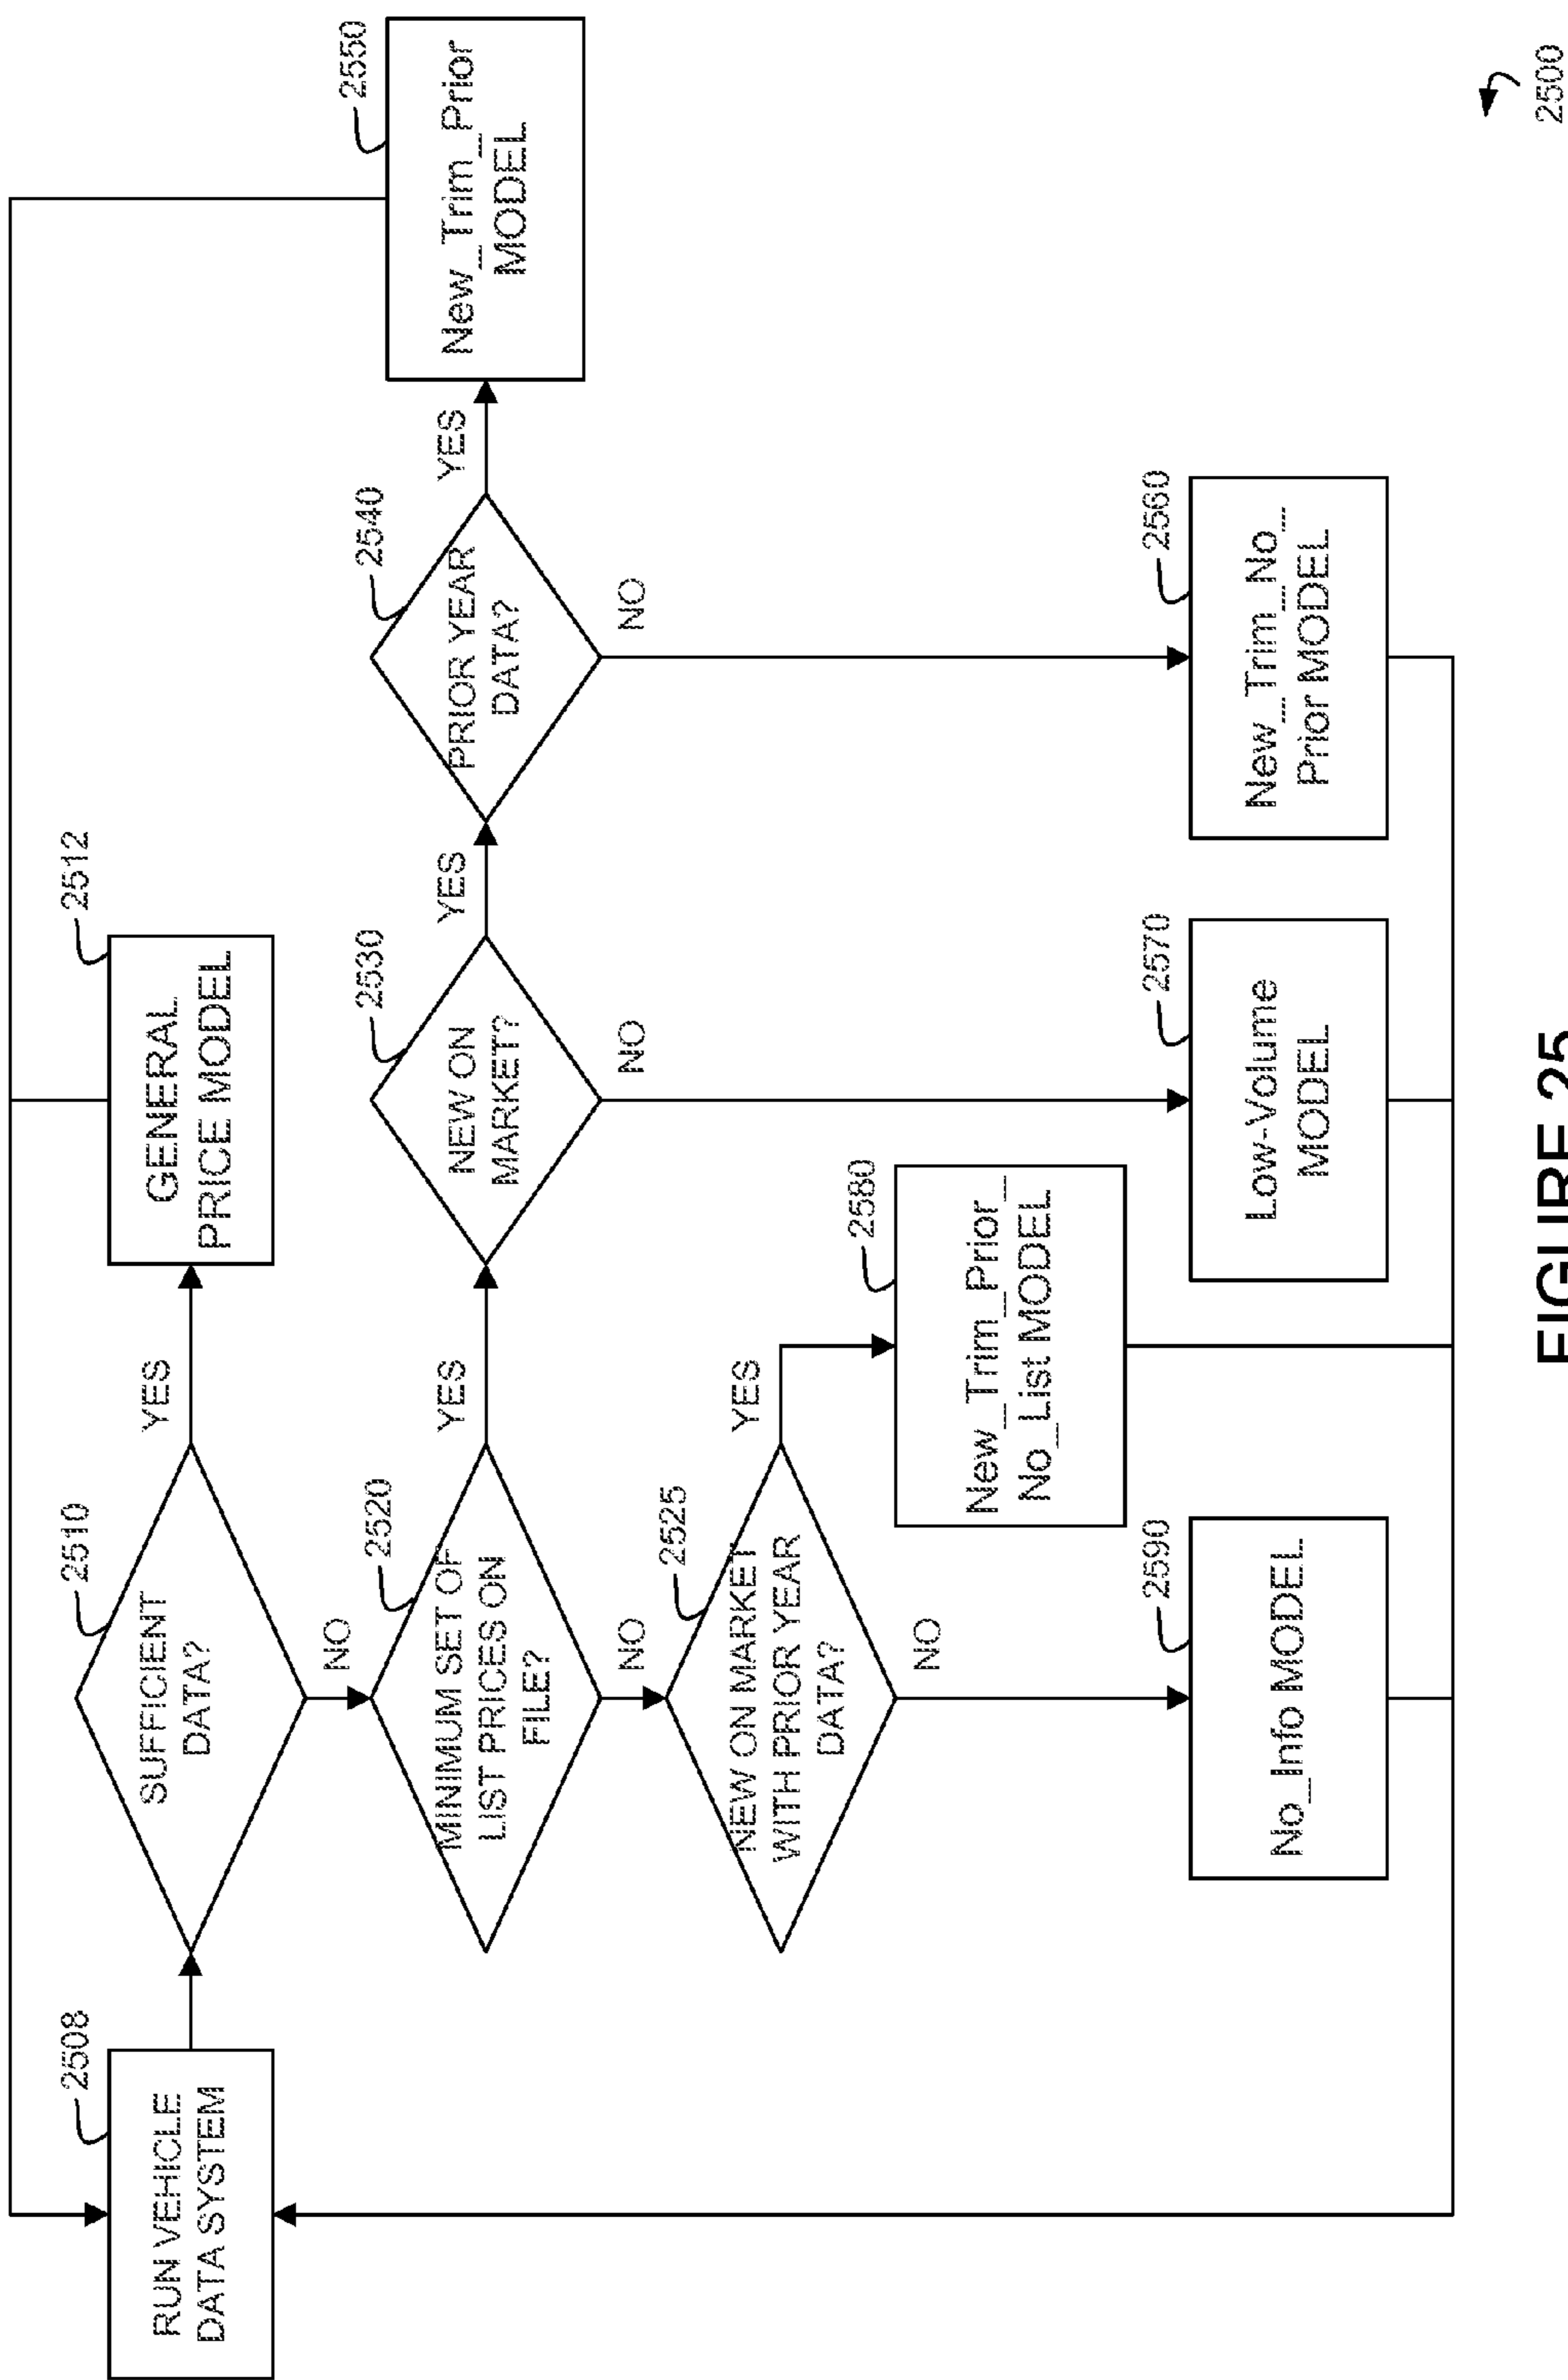 2508
RUN VEHICLE
DATA SYSTEM
2510
SUFFICIENT
DATA?
YES
2512
GENERAL
PRICE MODEL
NO
2520
MINIMUM SET OF
LIST PRICES ON
FILE?
YES
2530
NEW ON
MARKET?
YES
2540
PRIOR YEAR
DATA?
YES
2550
New_Trim_Prior
MODEL
NO
2525
NEW ON MARKET
WITH PRIOR YEAR
DATA?
YES
NO
NO
2580
New_Trim_Prior_
No_List MODEL
NO
2590
No_Info MODEL
2570
Low-Volume
MODEL
2560
New_Trim_No_
Prior MODEL
2500
FIGURE 25